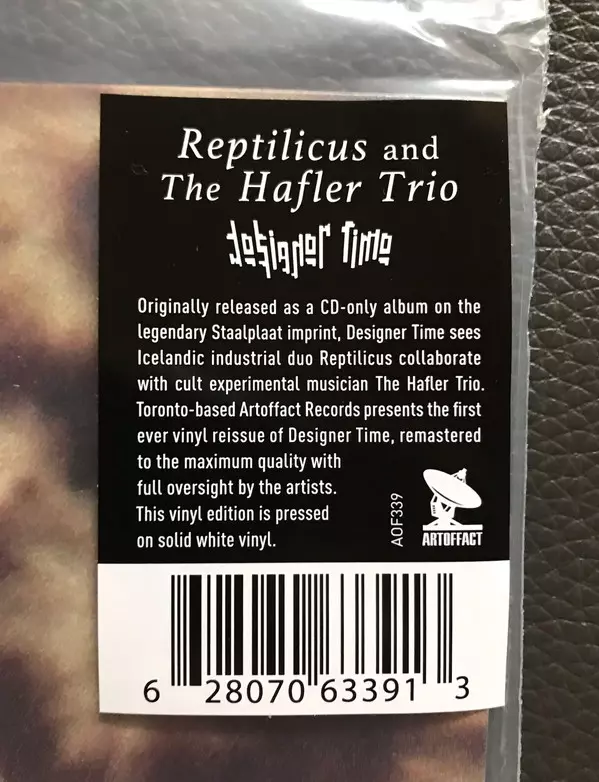 Reptilicus and
The Hafler Trio
designer time
Originally released as a CD-only album on the
legendary Staalplaat imprint, Designer Time sees
Icelandic industrial duo Reptilicus collaborate
with cult experimental musician The Hafler Trio.
Toronto-based Artoffact Records presents the first
ever vinyl reissue of Designer Time, remastered
to the maximum quality with
full oversight by the artists.
This vinyl edition is pressed
on solid white vinyl.
AOF339
ARTOFFACT
6 28070 63391 3